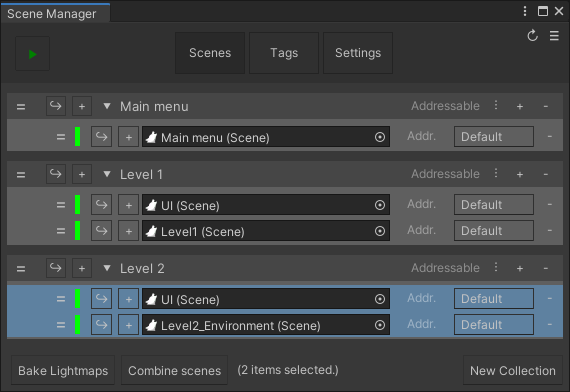 Scene Manager
Scenes Tags Settings
+ Main menu Addressable + -
+ Main menu (Scene) Addr. Default -
+ Level 1 Addressable + -
+ UI (Scene) Addr. Default -
+ Level1 (Scene) Addr. Default -
+ Level 2 Addressable + -
+ UI (Scene) Addr. Default -
+ Level2_Environment (Scene) Addr. Default -
Bake Lightmaps Combine scenes (2 items selected.) New Collection